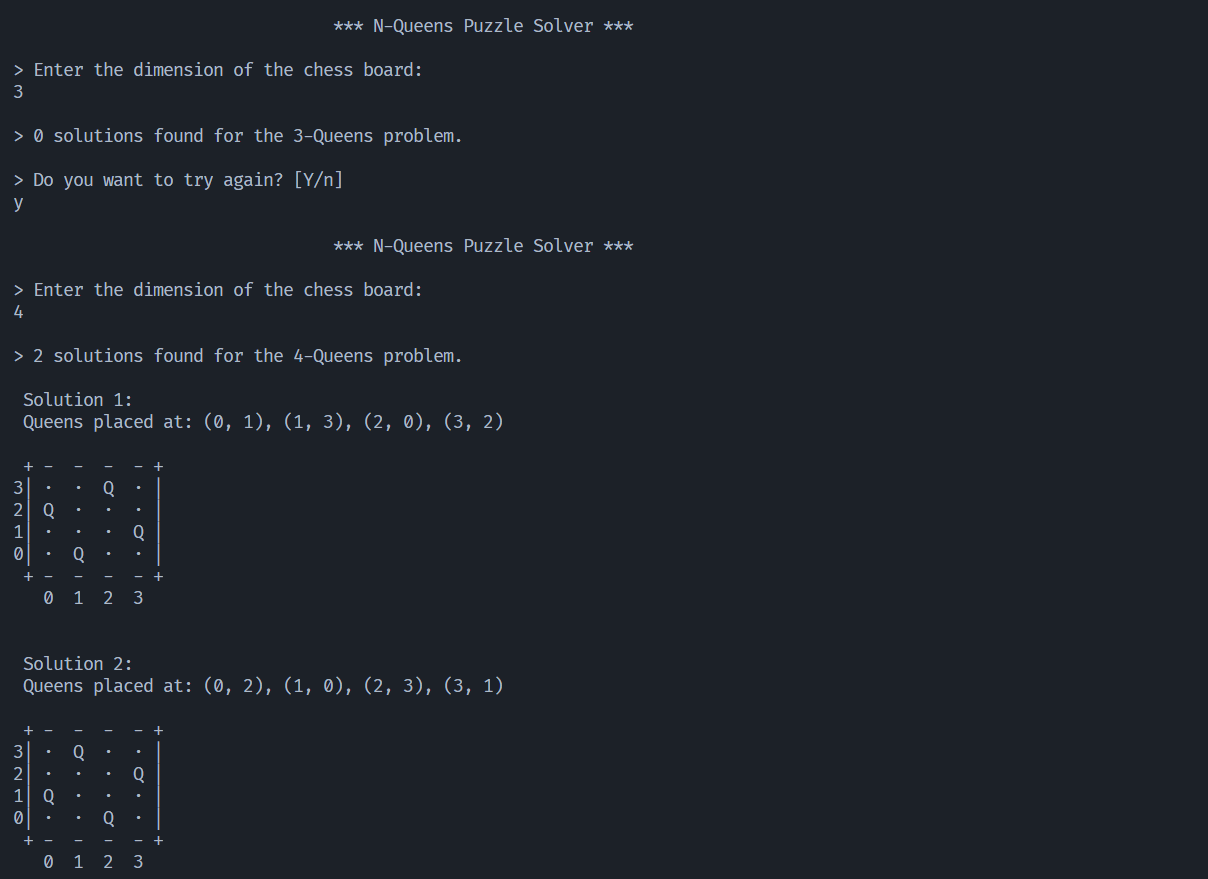 *** N-Queens Puzzle Solver ***
> Enter the dimension of the chess board:
3
> 0 solutions found for the 3-Queens problem.
> Do you want to try again? [Y/n]
y
*** N-Queens Puzzle Solver ***
> Enter the dimension of the chess board:
4
> 2 solutions found for the 4-Queens problem.
Solution 1:
Queens placed at: (0, 1), (1, 3), (2, 0), (3, 2)
+ -  -  -  - +
3| ·  ·  Q  · |
2| Q  ·  ·  · |
1| ·  ·  ·  Q |
0| ·  Q  ·  · |
+ -  -  -  - +
0  1  2  3
Solution 2:
Queens placed at: (0, 2), (1, 0), (2, 3), (3, 1)
+ -  -  -  - +
3| ·  Q  ·  · |
2| ·  ·  ·  Q |
1| Q  ·  ·  · |
0| ·  ·  Q  · |
+ -  -  -  - +
0  1  2  3